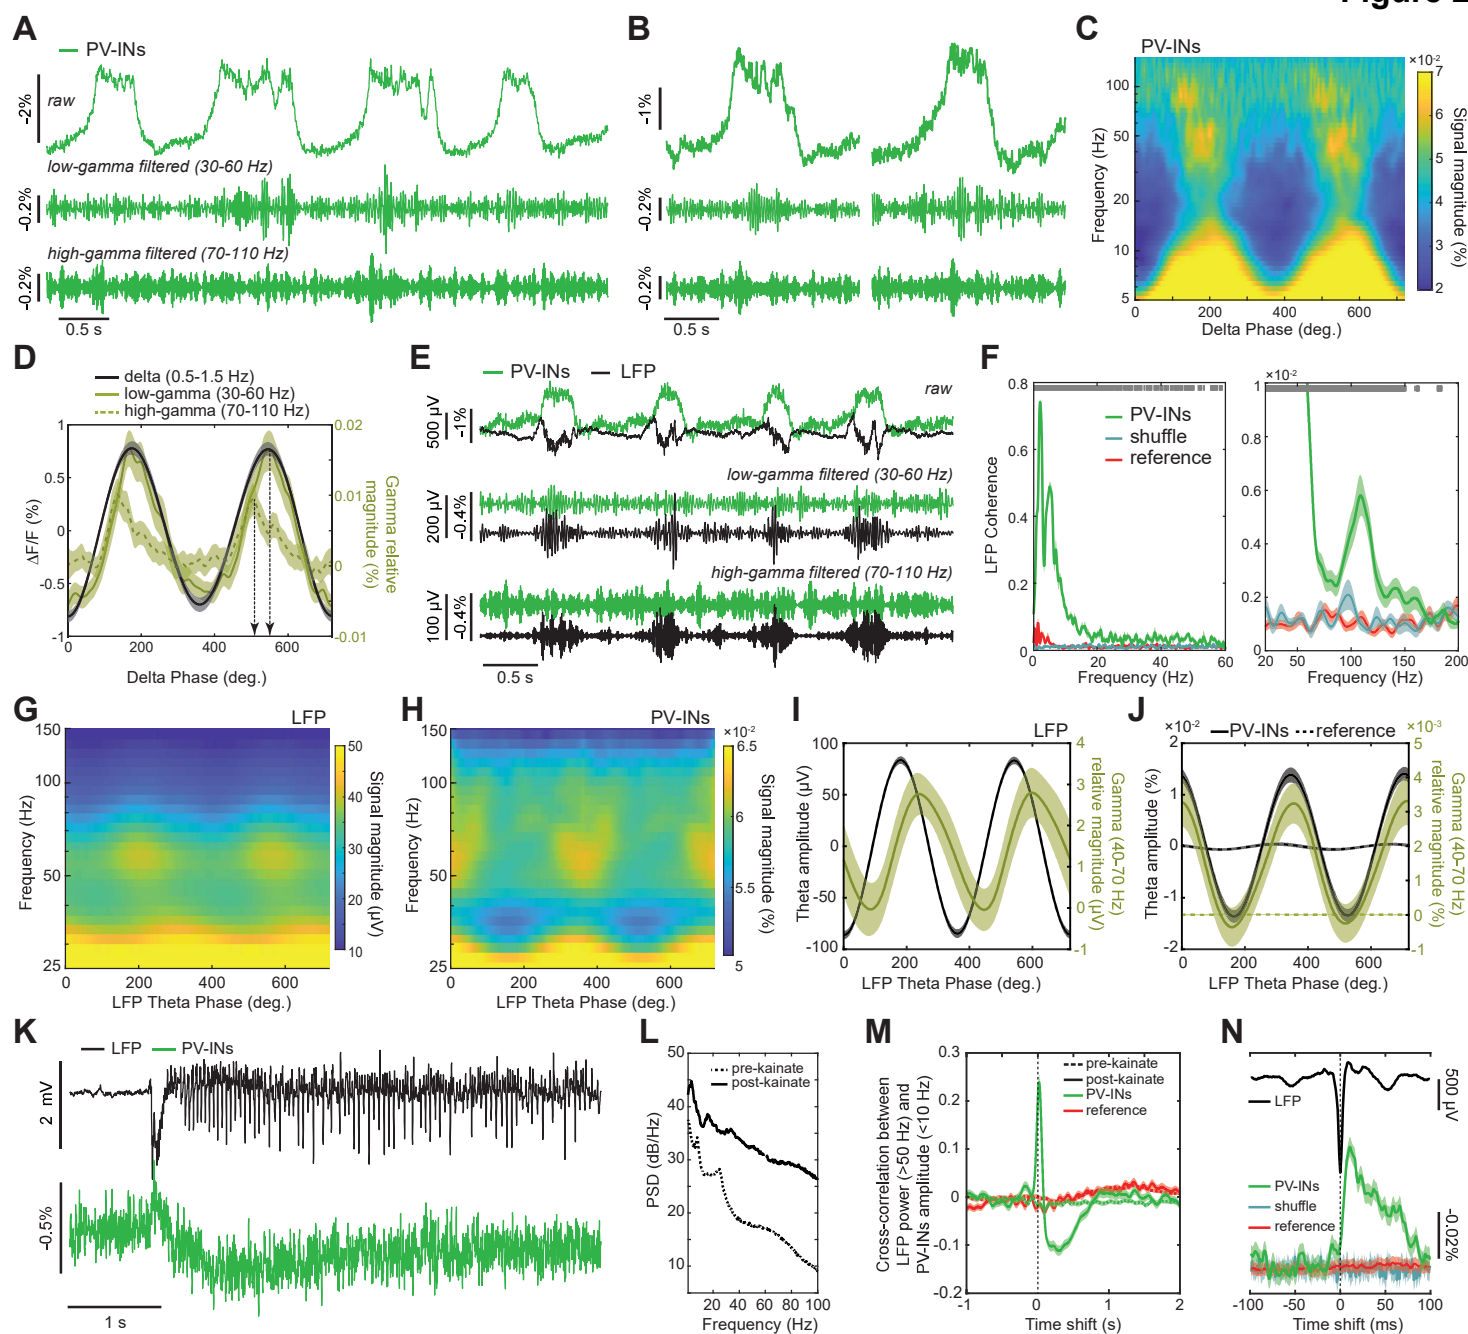 A
PV-INs
-2%
raw
low-gamma filtered (30-60 Hz)
-0.2%
high-gamma filtered (70-110 Hz)
-0.2%
0.5 s
B
-1%
-0.2%
-0.2%
0.5 s
C
PV-INs
×10-2
100
50
20
10
5
Frequency (Hz)
0 200 400 600
Delta Phase (deg.)
7
6
5
4
3
2
Signal magnitude (%)
D
delta (0.5-1.5 Hz)
low-gamma (30-60 Hz)
high-gamma (70-110 Hz)
1
0.5
0
-0.5
-1
ΔF/F (%)
0.02
0.01
0
-0.01
Gamma relative
magnitude (%)
0 200 400 600
Delta Phase (deg.)
E
PV-INs LFP
raw
500 µV
-1%
low-gamma filtered (30-60 Hz)
200 µV
-0.4%
high-gamma filtered (70-110 Hz)
100 µV
-0.4%
0.5 s
F
0.8
0.6
0.4
0.2
0
LFP Coherence
PV-INs
shuffle
reference
0 20 40 60
Frequency (Hz)
×10-2
1
0.8
0.6
0.4
0.2
0
20 50 100 150 200
Frequency (Hz)
G
LFP
150
100
50
25
Frequency (Hz)
0 200 400 600
LFP Theta Phase (deg.)
50
40
30
20
10
Signal magnitude (µV)
H
PV-INs
150
100
50
25
Frequency (Hz)
0 200 400 600
LFP Theta Phase (deg.)
×10-2
6.5
6
5.5
5
Signal magnitude (%)
I
LFP
100
50
0
-50
-100
Theta amplitude (µV)
4
3
2
1
0
-1
Gamma (40-70 Hz)
relative magnitude (µV)
0 200 400 600
LFP Theta Phase (deg.)
J
×10-2
PV-INs reference
×10-3
2
1
0
-1
-2
Theta amplitude (%)
5
4
3
2
1
0
-1
Gamma (40-70 Hz)
relative magnitude (%)
0 200 400 600
LFP Theta Phase (deg.)
K
LFP PV-INs
2 mV
-0.5%
1 s
L
50
40
30
20
10
PSD (dB/Hz)
pre-kainate
post-kainate
20 40 60 80 100
Frequency (Hz)
M
0.3
0.2
0.1
0
-0.1
-0.2
Cross-correlation between
LFP power (>50 Hz) and
PV-INs amplitude (<10 Hz)
pre-kainate
post-kainate
PV-INs
reference
-1 0 1 2
Time shift (s)
N
LFP
500 µV
PV-INs
shuffle
reference
-0.02%
-100 -50 0 50 100
Time shift (ms)